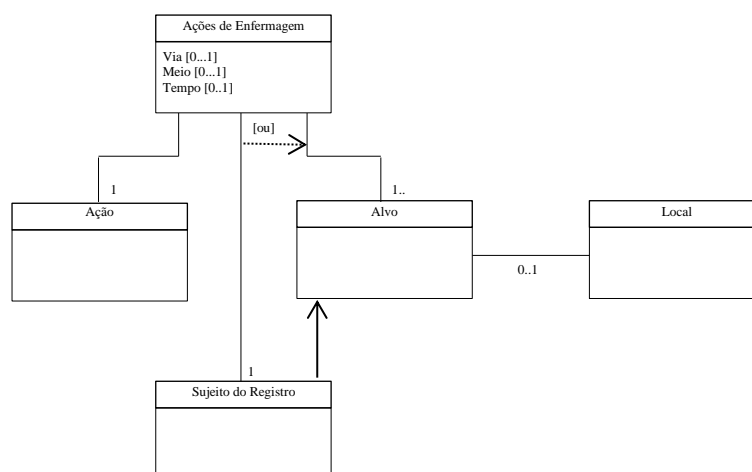 Ações de Enfermagem
Via [0...1]
Meio [0...1]
Tempo [0..1]
[ou]
1
1..
Ação
Alvo
Local
0..1
1
Sujeito do Registro